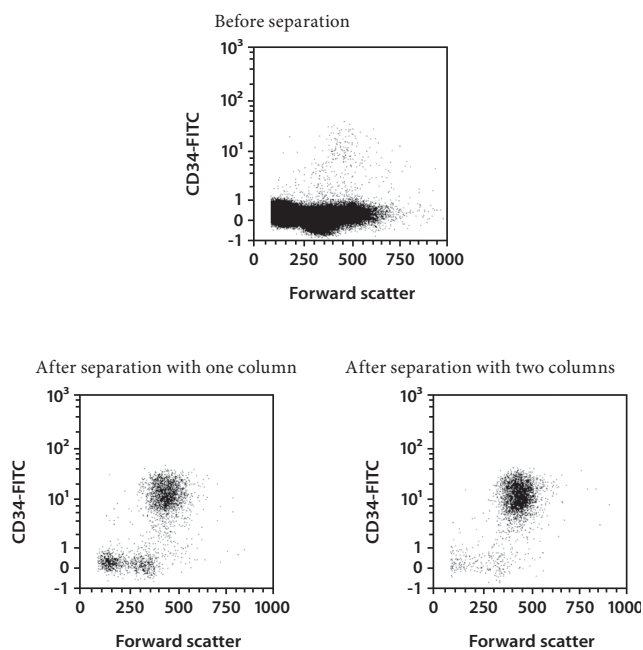 Before separation
10³
10²
10¹
1
0
-1
CD34-FITC
0 250 500 750 1000
Forward scatter
After separation with one column
10³
10²
10¹
1
0
-1
CD34-FITC
0 250 500 750 1000
Forward scatter
After separation with two columns
10³
10²
10¹
1
0
-1
CD34-FITC
0 250 500 750 1000
Forward scatter